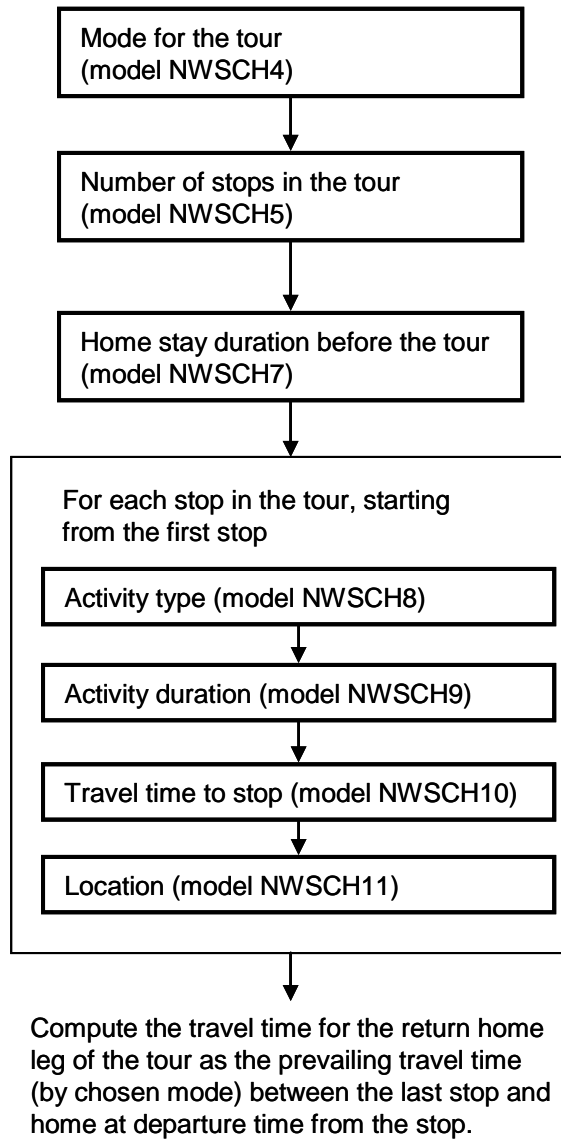 Mode for the tour
(model NWSCH4)
Number of stops in the tour
(model NWSCH5)
Home stay duration before the tour
(model NWSCH7)
For each stop in the tour, starting
from the first stop
Activity type (model NWSCH8)
Activity duration (model NWSCH9)
Travel time to stop (model NWSCH10)
Location (model NWSCH11)
Compute the travel time for the return home
leg of the tour as the prevailing travel time
(by chosen mode) between the last stop and
home at departure time from the stop.